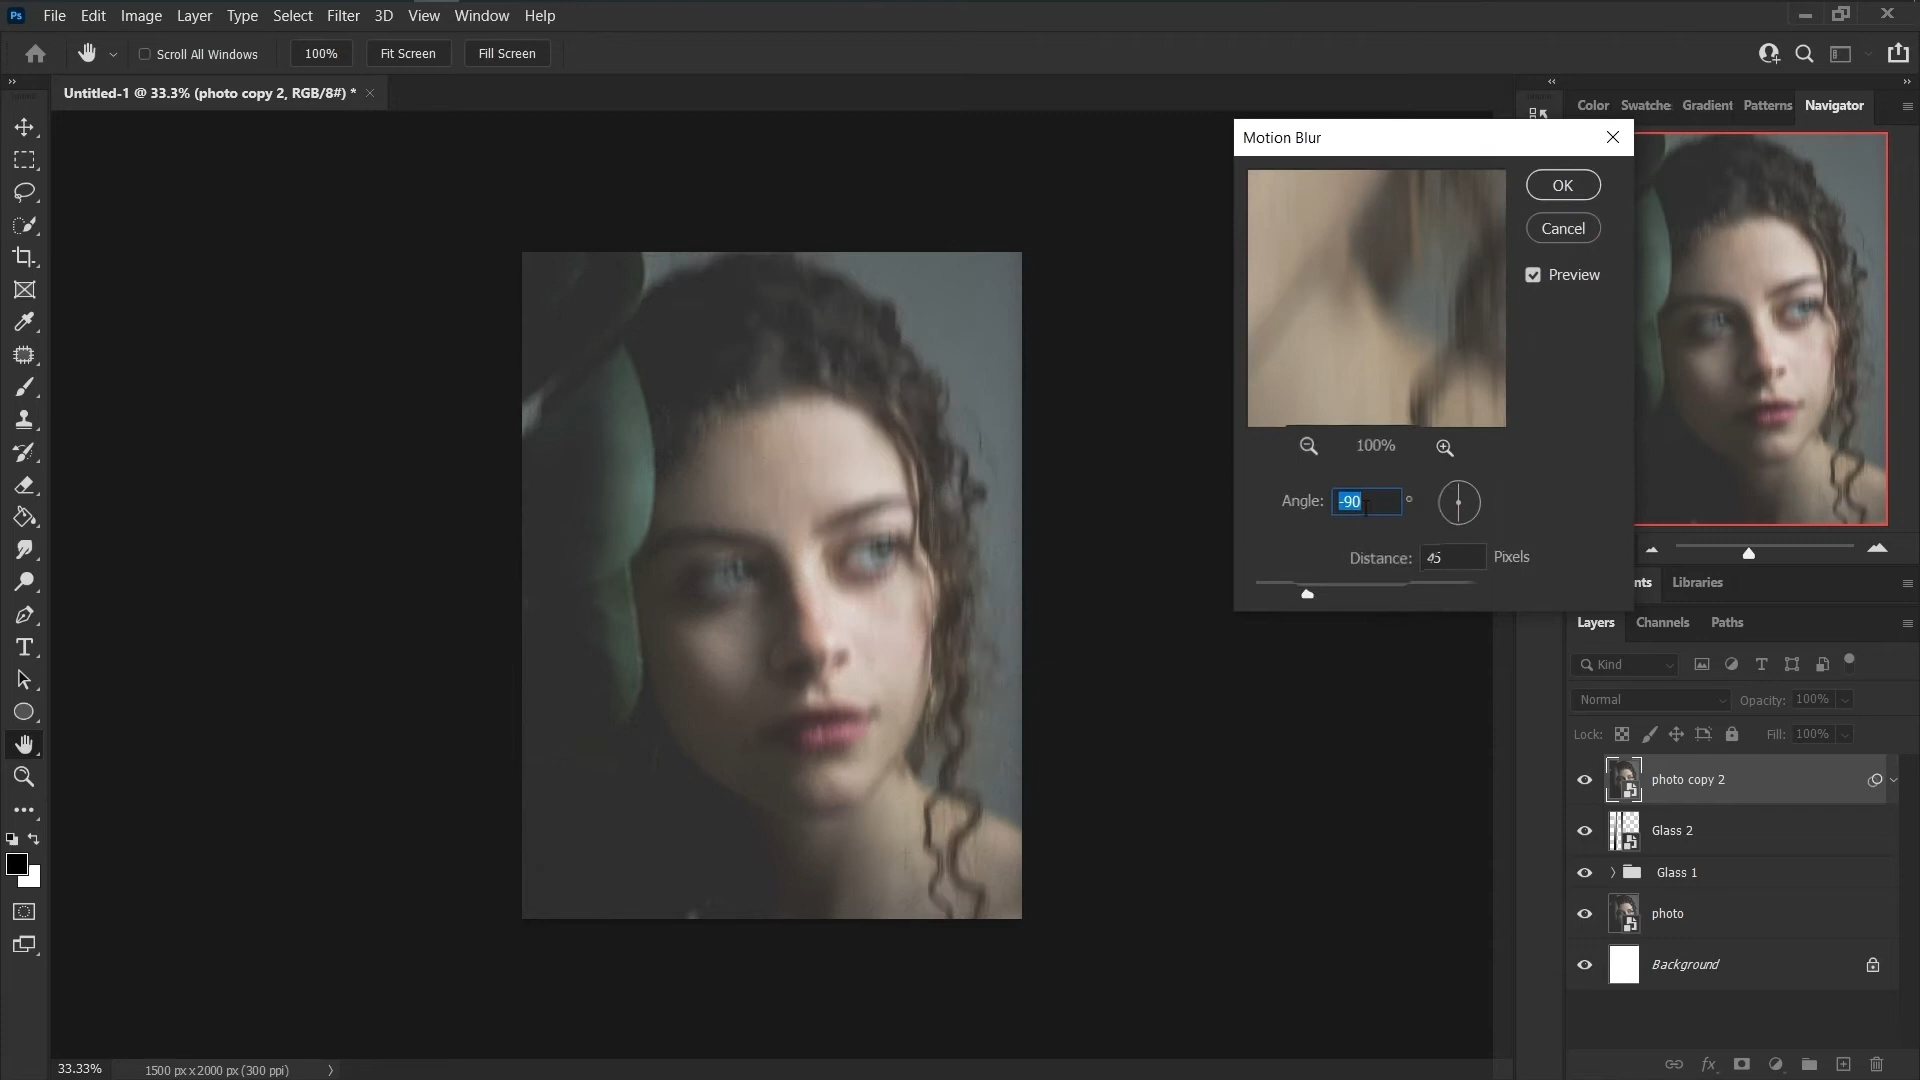 Ps File Edit Image Layer Type Select Filter 3D View Window Help
Scroll All Windows 100% Fit Screen Fill Screen
Untitled-1 @ 33.3% (photo copy 2, RGB/8#) *
Color Swatche Gradient Patterns Navigator
Motion Blur
OK
Cancel
Preview
100%
Angle: -90 °
Distance: 45 Pixels
nts Libraries
Layers Channels Paths
Kind
Normal Opacity: 100%
Lock: Fill: 100%
photo copy 2
Glass 2
Glass 1
photo
Background
fx
33.33% 1500 px x 2000 px (300 ppi)